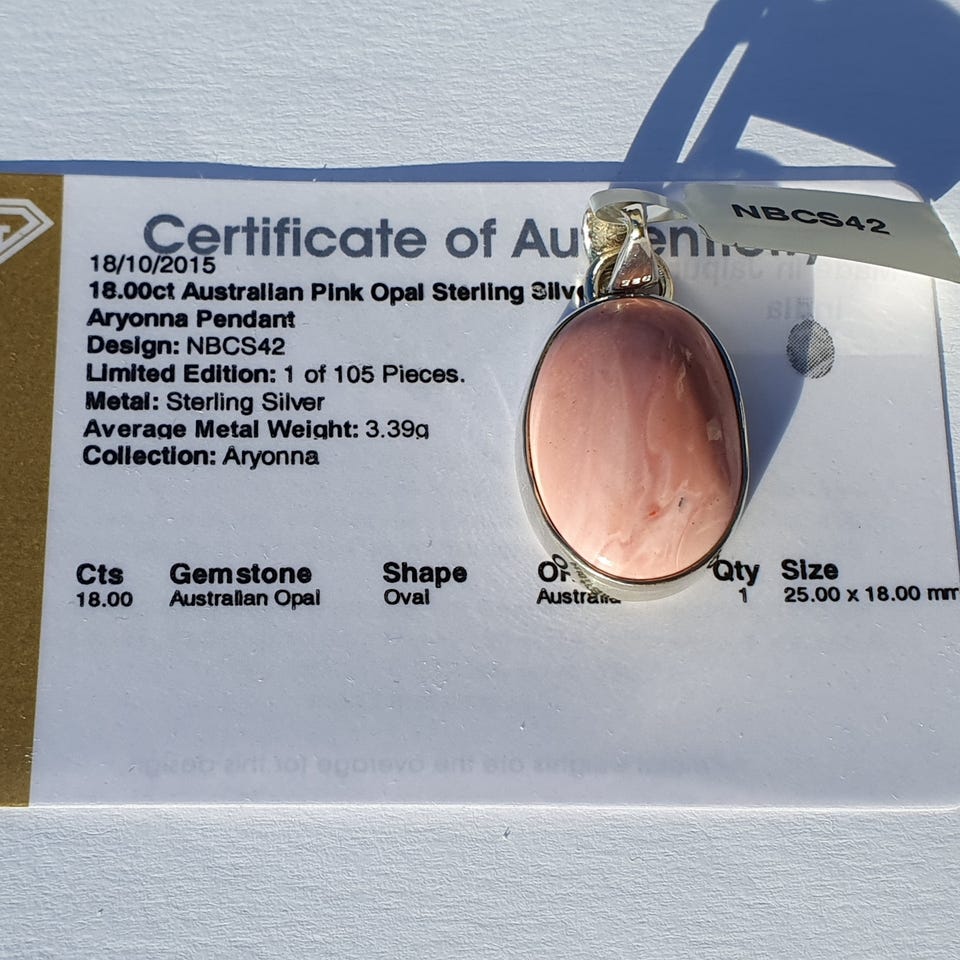 Certificate of Au
NBCS42
18/10/2015
18.00ct Australian Pink Opal Sterling Silve
Aryonna Pendant
Design: NBCS42
Limited Edition: 1 of 105 Pieces.
Metal: Sterling Silver
Average Metal Weight: 3.39g
Collection: Aryonna
Cts Gemstone Shape Qty Size
18.00 Australian Opal Oval Australia 1 25.00 x 18.00 mm